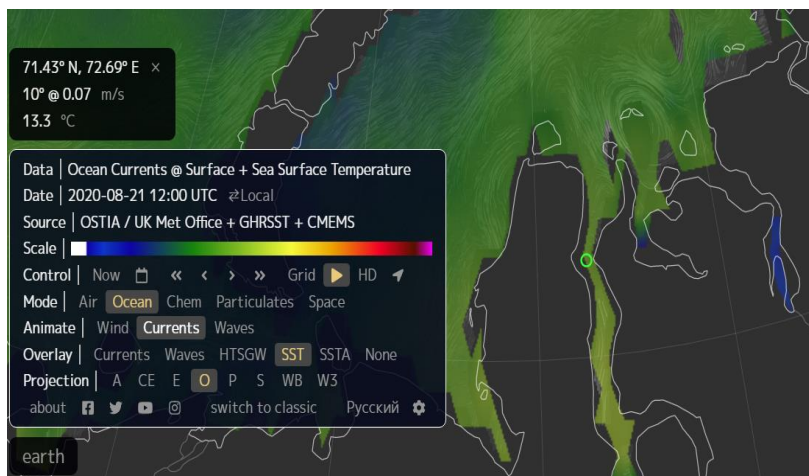 71.43° N, 72.69° E ×
10° @ 0.07 m/s
13.3 °C
Data | Ocean Currents @ Surface + Sea Surface Temperature
Date | 2020-08-21 12:00 UTC ⇄Local
Source | OSTIA / UK Met Office + GHRSST + CMEMS
Scale |
Control | Now « ‹ › » Grid HD
Mode | Air Ocean Chem Particulates Space
Animate | Wind Currents Waves
Overlay | Currents Waves HTSGW SST SSTA None
Projection | A CE E O P S WB W3
about switch to classic Русский
earth